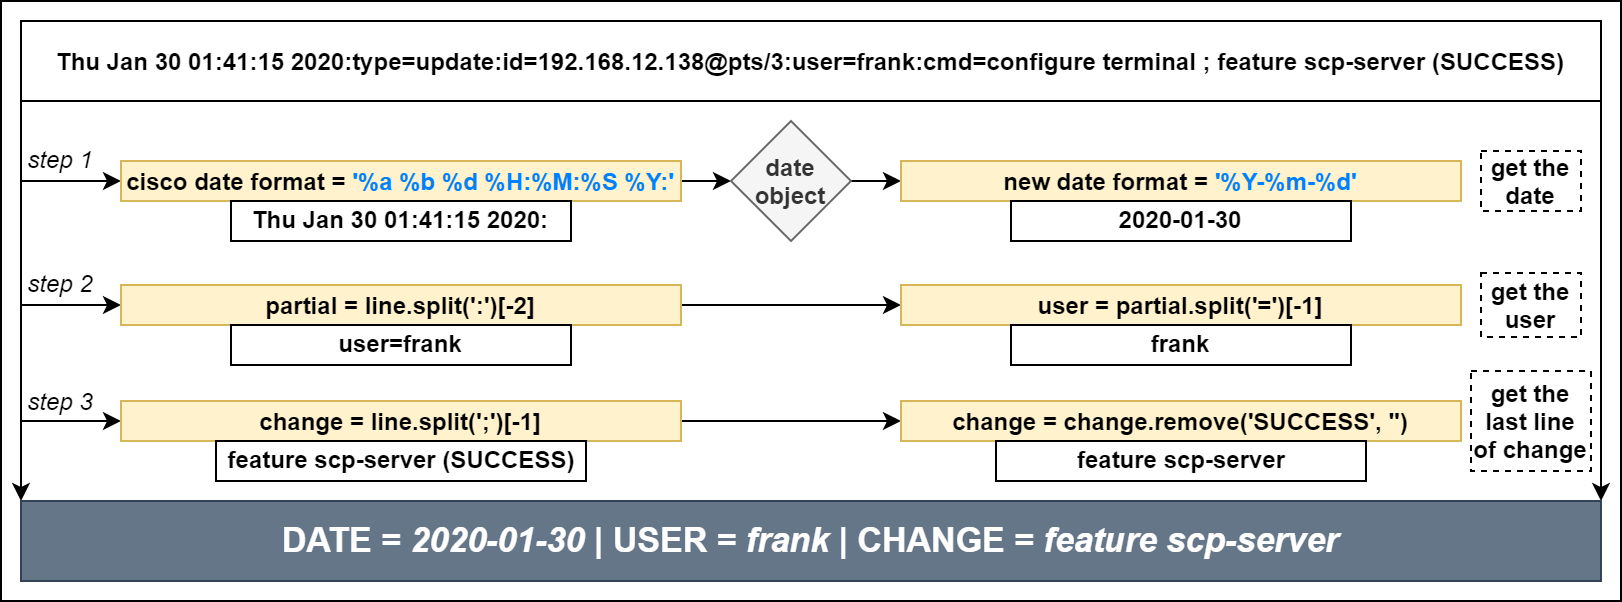 Thu Jan 30 01:41:15 2020:type=update:id=192.168.12.138@pts/3:user=frank:cmd=configure terminal ; feature scp-server (SUCCESS)
step 1
cisco date format = '%a %b %d %H:%M:%S %Y:'
Thu Jan 30 01:41:15 2020:
date
object
new date format = '%Y-%m-%d'
2020-01-30
get the
date
step 2
partial = line.split(':')[-2]
user=frank
user = partial.split('=')[-1]
frank
get the
user
step 3
change = line.split(';')[-1]
feature scp-server (SUCCESS)
change = change.remove('SUCCESS', '')
feature scp-server
get the
last line
of change
DATE = 2020-01-30 | USER = frank | CHANGE = feature scp-server